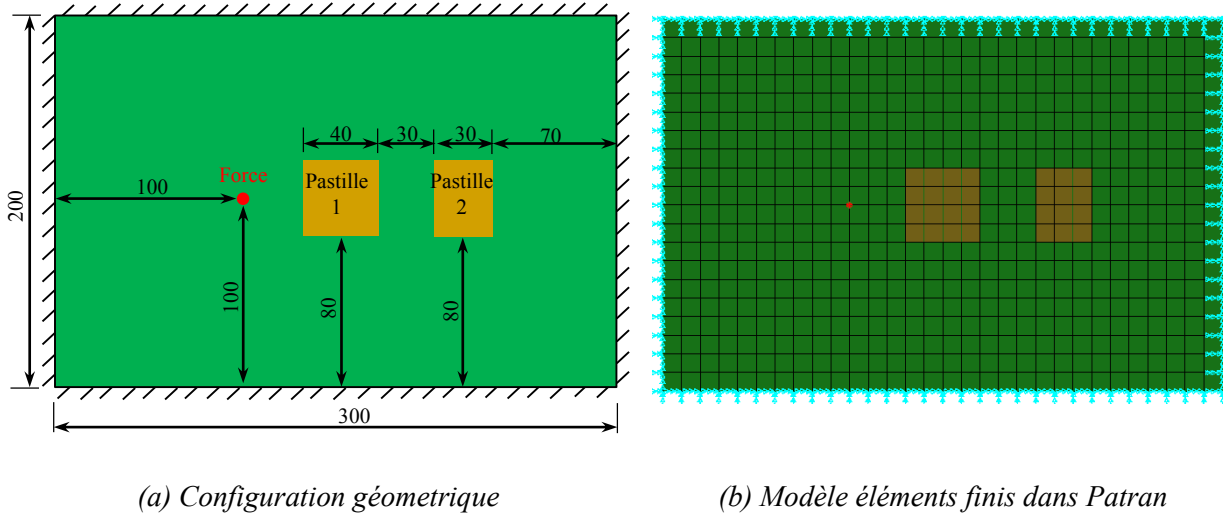 40
30
30
70
Force
100
Pastille
1
Pastille
2
200
100
80
80
300
(a) Configuration géometrique
(b) Modèle éléments finis dans Patran